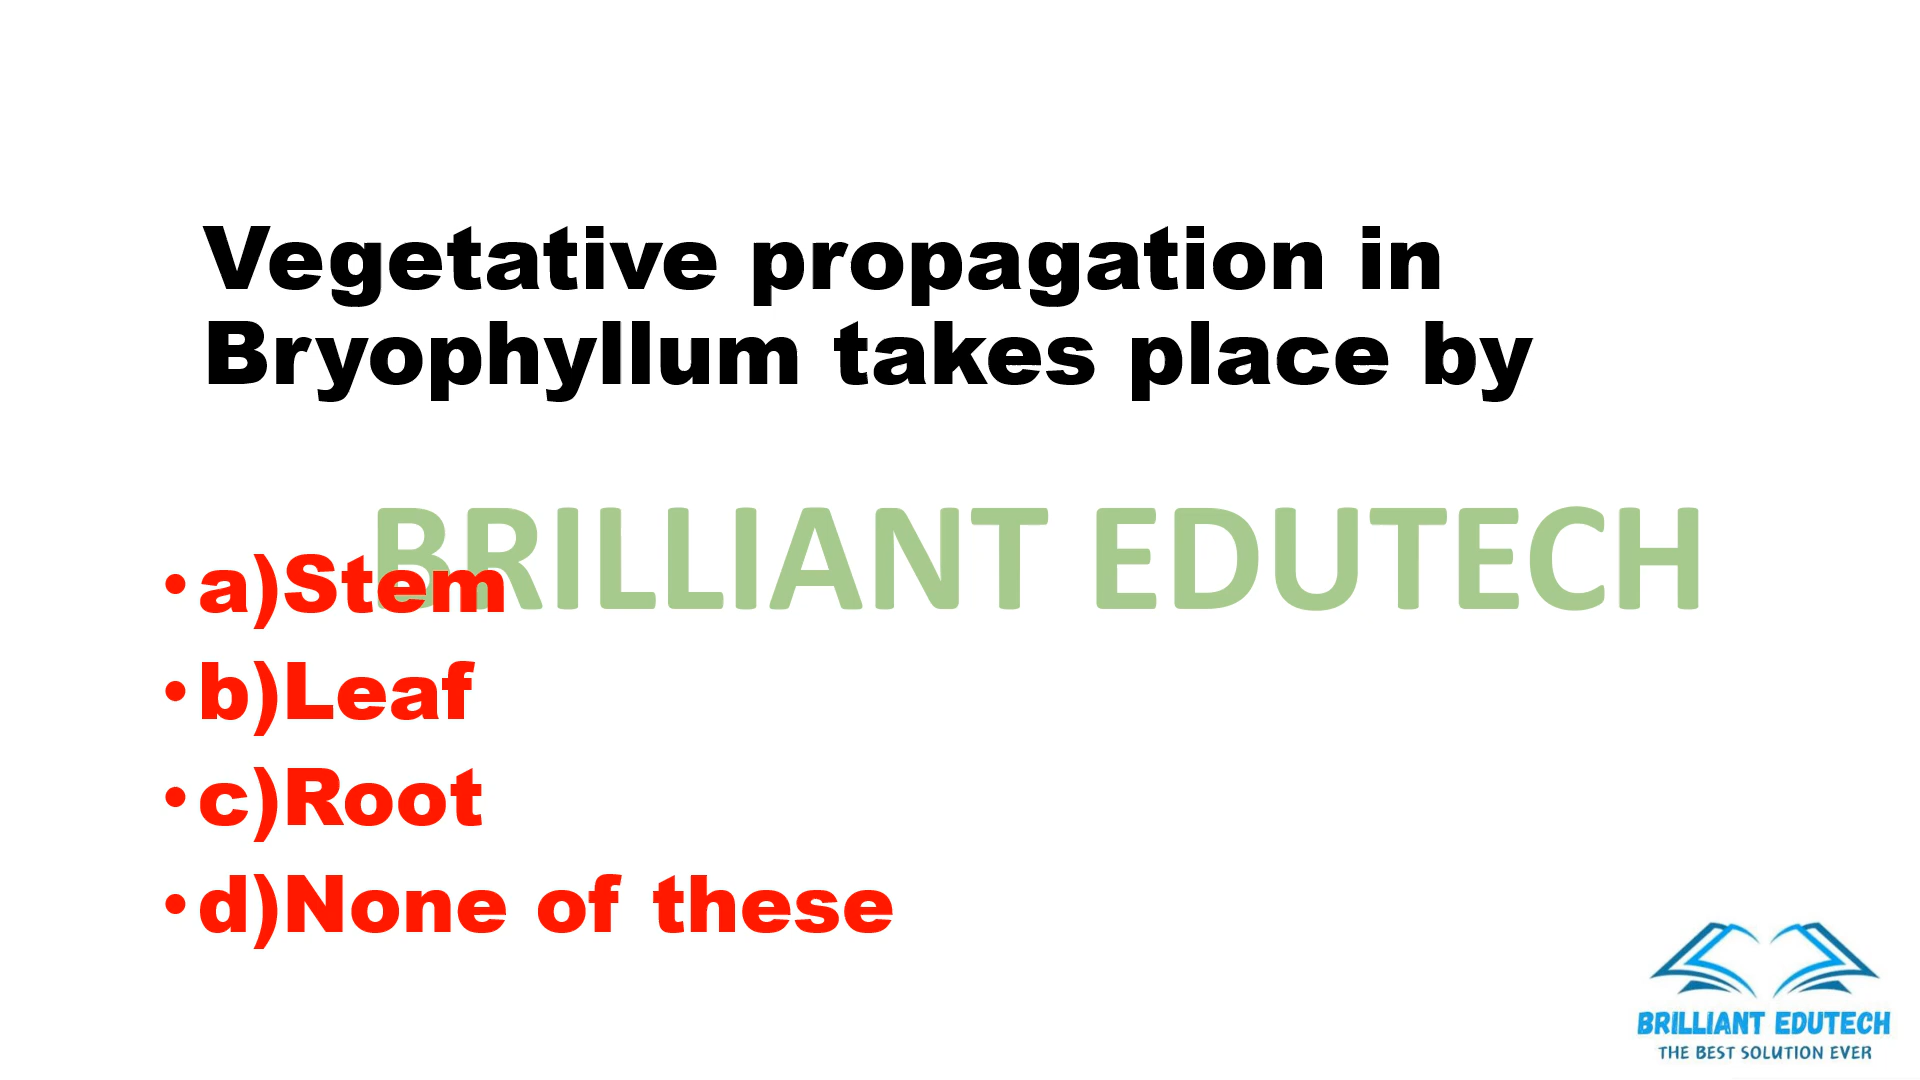 Vegetative propagation in
Bryophyllum takes place by
BRILLIANT EDUTECH
• a)Stem
• b)Leaf
• c)Root
• d)None of these
BRILLIANT EDUTECH
THE BEST SOLUTION EVER